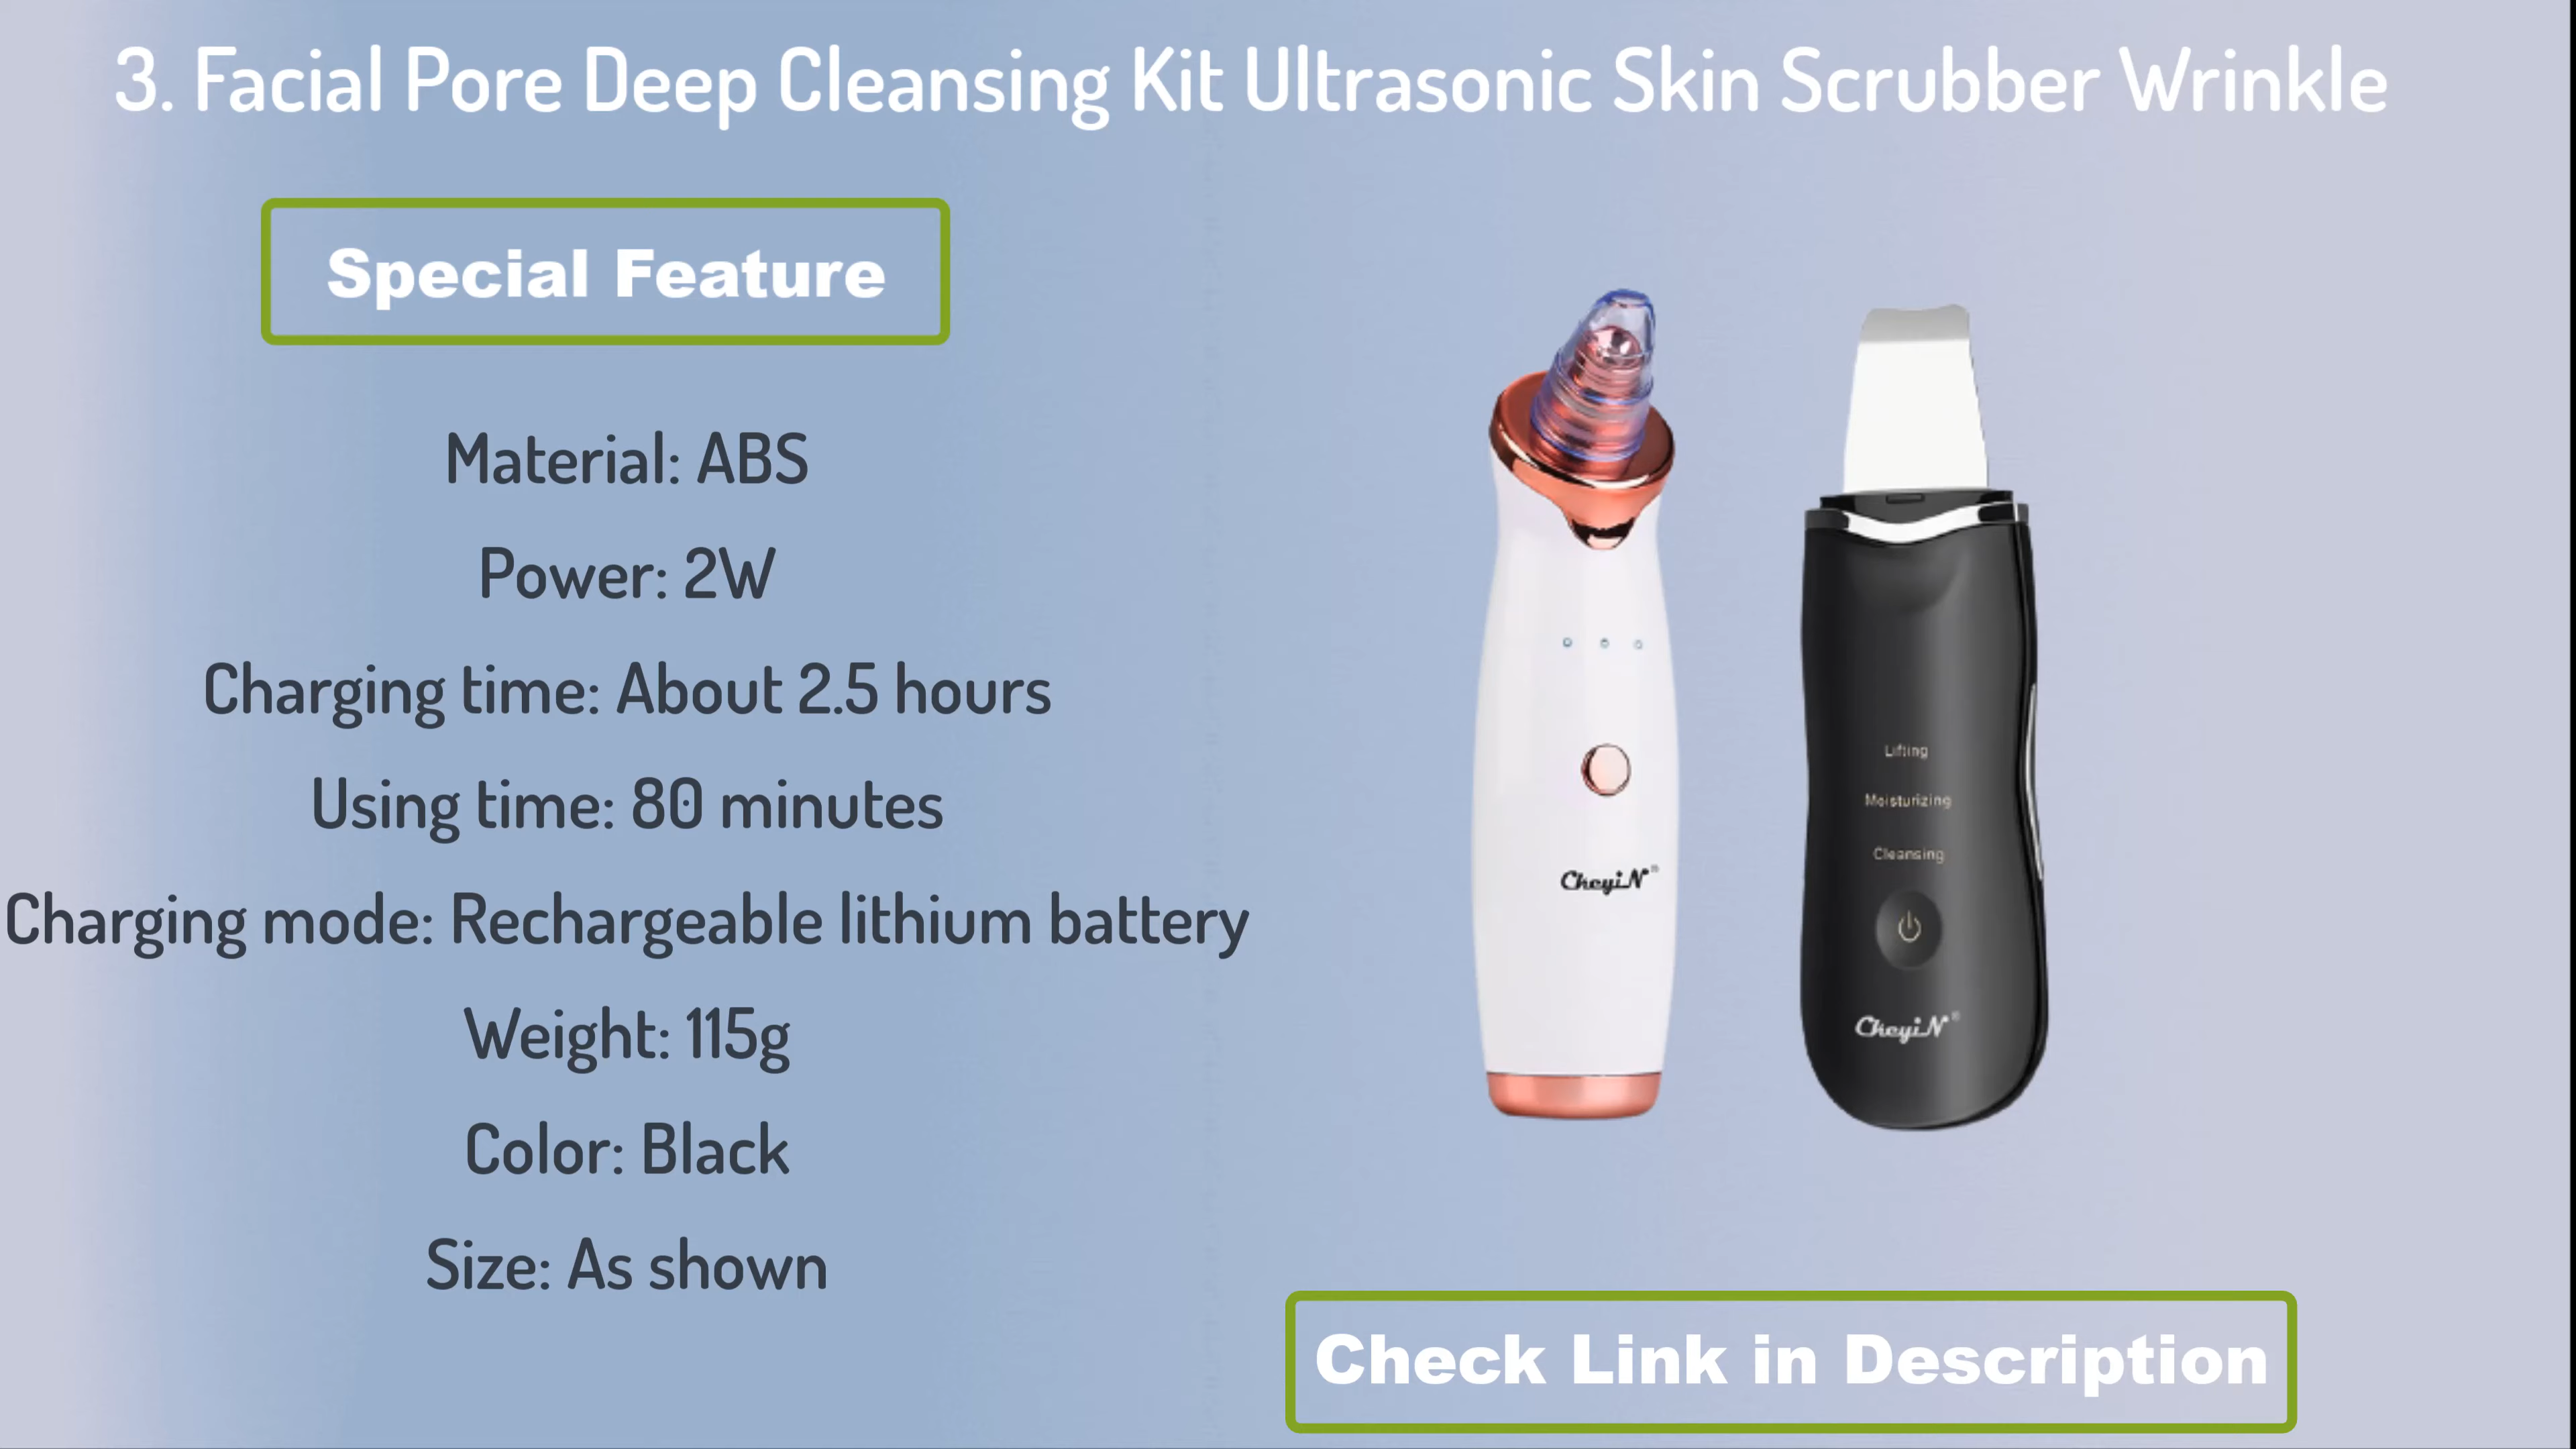 3. Facial Pore Deep Cleansing Kit Ultrasonic Skin Scrubber Wrinkle
Special Feature
Material: ABS
Power: 2W
Charging time: About 2.5 hours
Using time: 80 minutes
Charging mode: Rechargeable lithium battery
Weight: 115g
Color: Black
Size: As shown
CkeyiN®
Lifting
Moisturizing
Cleansing
CkeyiN®
Check Link in Description